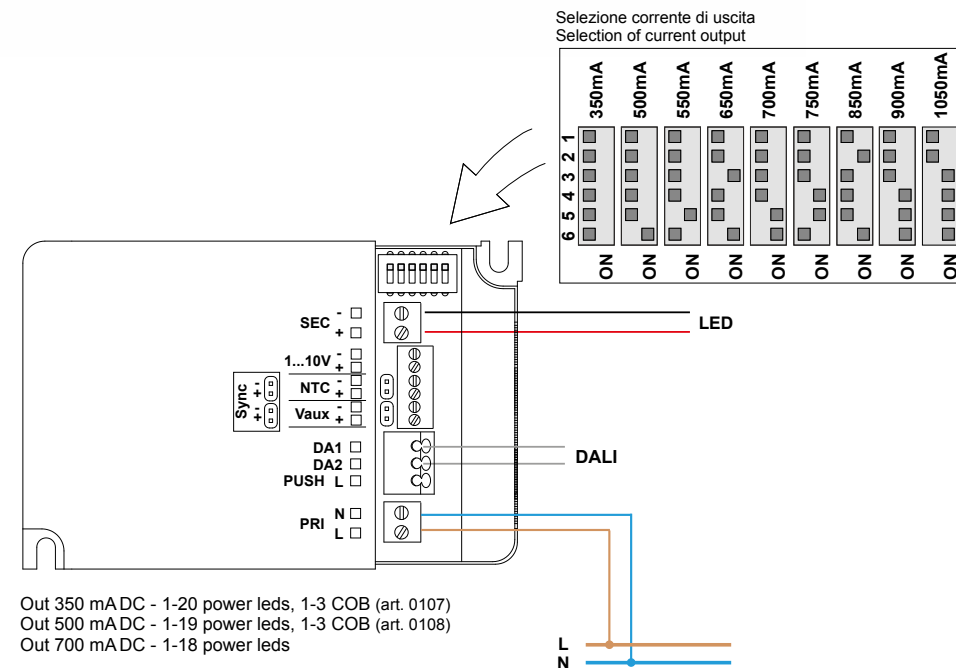 Selezione corrente di uscita
Selection of current output
350mA 500mA 550mA 650mA 700mA 750mA 850mA 900mA 1050mA
1
2
3
4
5
6
ON ON ON ON ON ON ON ON ON
SEC - +
LED
1...10V - +
NTC - +
Vaux - +
Sync + - + -
DA1
DA2
PUSH L
DALI
PRI N L
Out 350 mA DC - 1-20 power leds, 1-3 COB (art. 0107)
Out 500 mA DC - 1-19 power leds, 1-3 COB (art. 0108)
Out 700 mA DC - 1-18 power leds
L
N